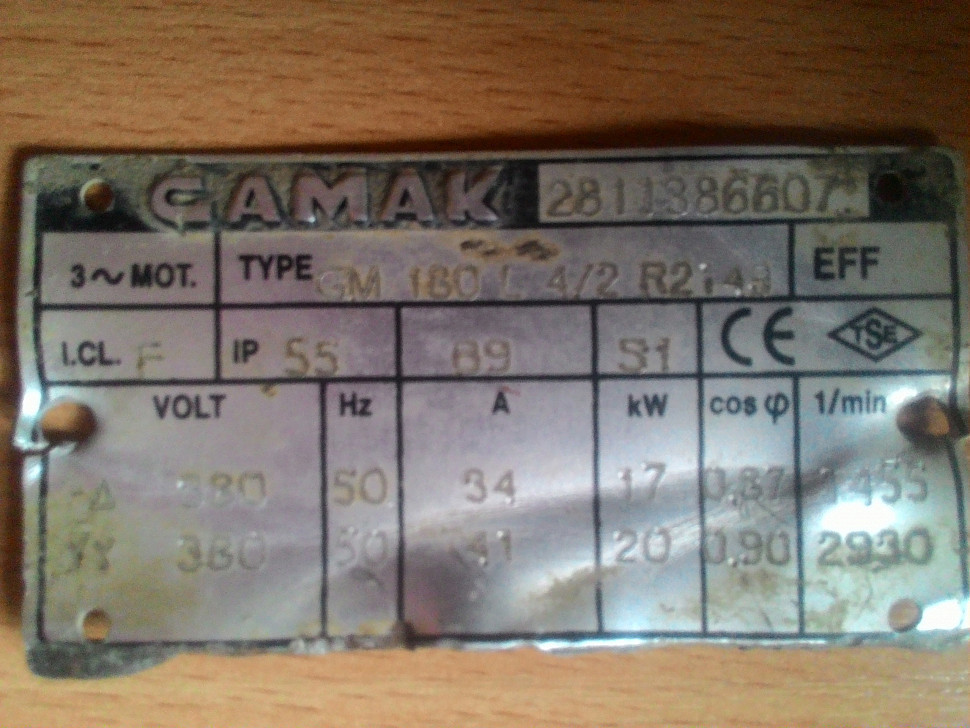 GAMAK 2811386607
3~MOT. TYPE GM 180 L 4/2 EFF
I.CL. F IP 55 89 S1 CE TSE
VOLT Hz A kW cos φ 1/min
Δ 380 50 34 17 0.87 1455
YY 380 50 41 20 0.90 2930